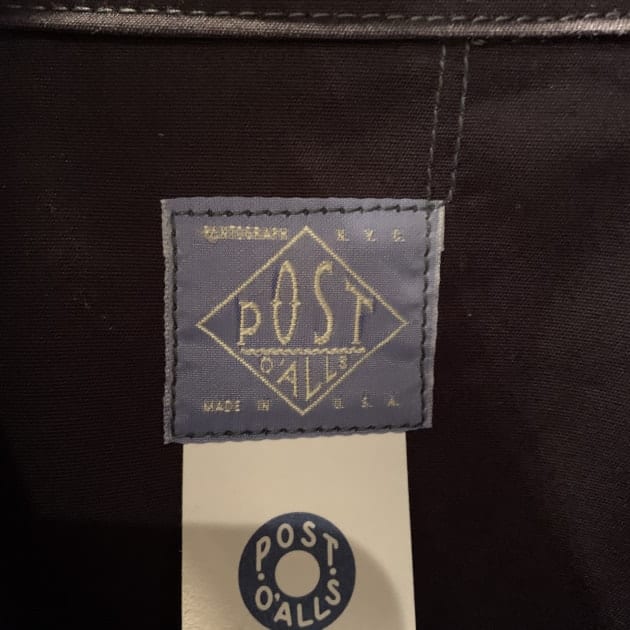 PANTOGRAPH N. Y. C.
POST
O'ALLS
MADE IN U. S. A.
POST
O'ALLS